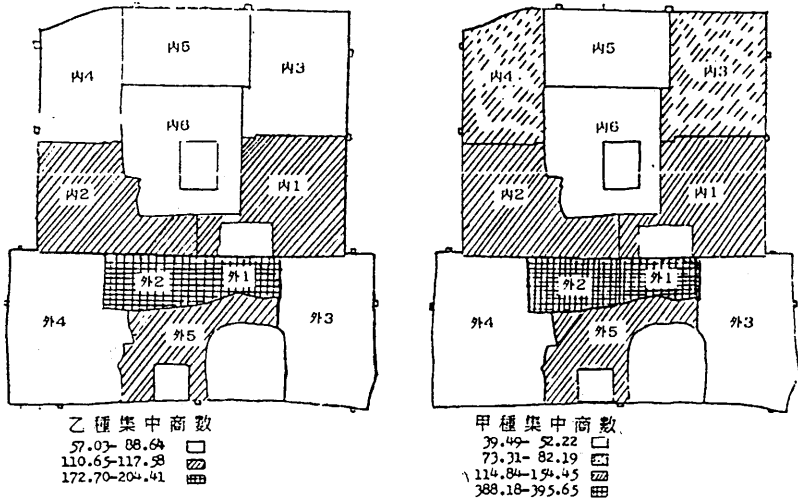 内5
内4
内3
内6
内2
内1
外2
外1
外4
外5
外3
乙種集中商數
57.03- 88.64
110.65-117.58
172.70-204.41
内5
内4
内3
内6
内2
内1
外2
外1
外4
外5
外3
甲種集中商數
39.49- 52.22
73.31- 82.19
114.84-154.45
388.18-395.65